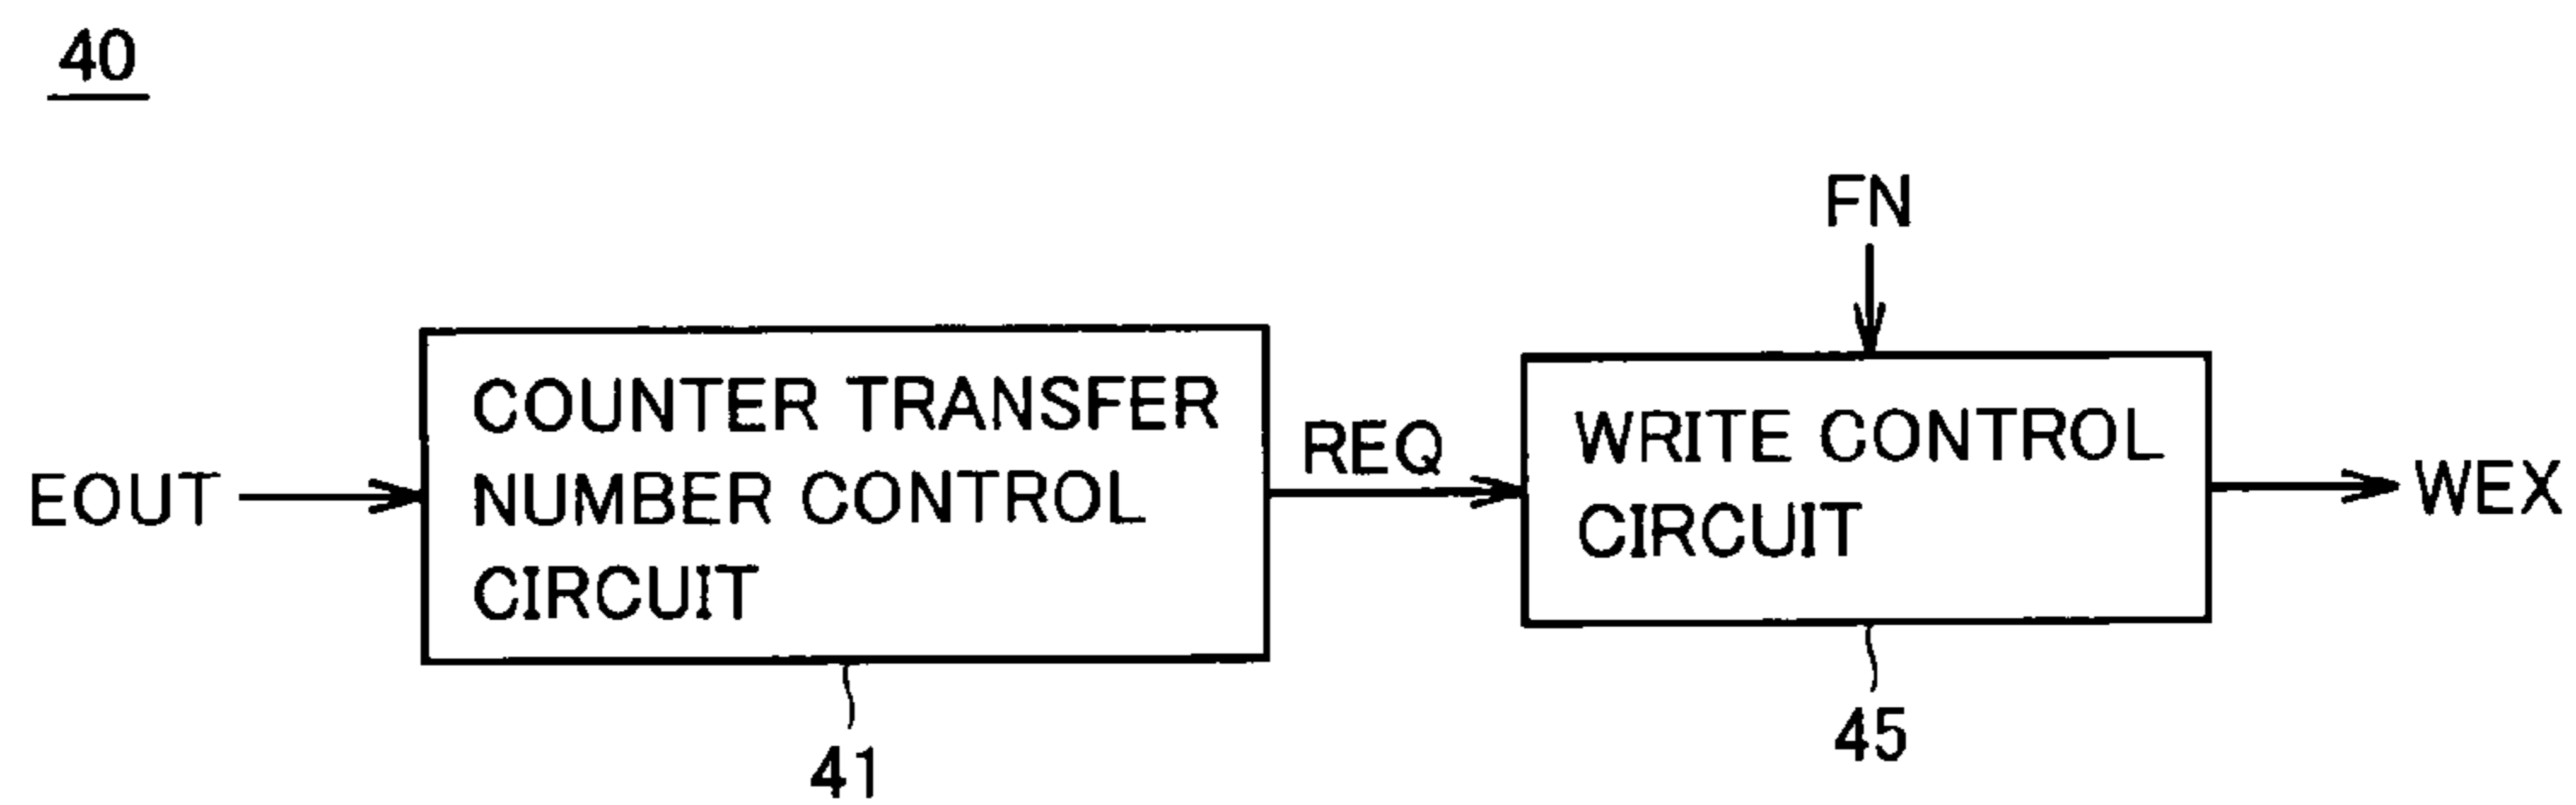 40
FN
EOUT
COUNTER TRANSFER
NUMBER CONTROL
CIRCUIT
REQ
WRITE CONTROL
CIRCUIT
WEX
41
45